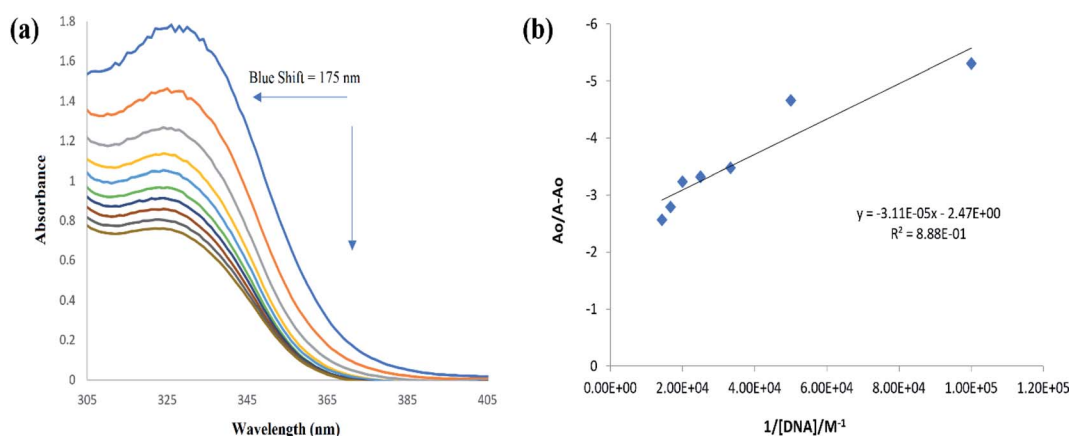 (a)
1.8
1.6
1.4
1.2
1
0.8
0.6
0.4
0.2
0
Absorbance
Blue Shift = 175 nm
305 325 345 365 385 405
Wavelength (nm)
(b)
-6
-5
-4
-3
-2
-1
0
Ao/A-Ao
y = -3.11E-05x - 2.47E+00
R² = 8.88E-01
0.00E+00 2.00E+04 4.00E+04 6.00E+04 8.00E+04 1.00E+05 1.20E+05
1/[DNA]/M⁻¹